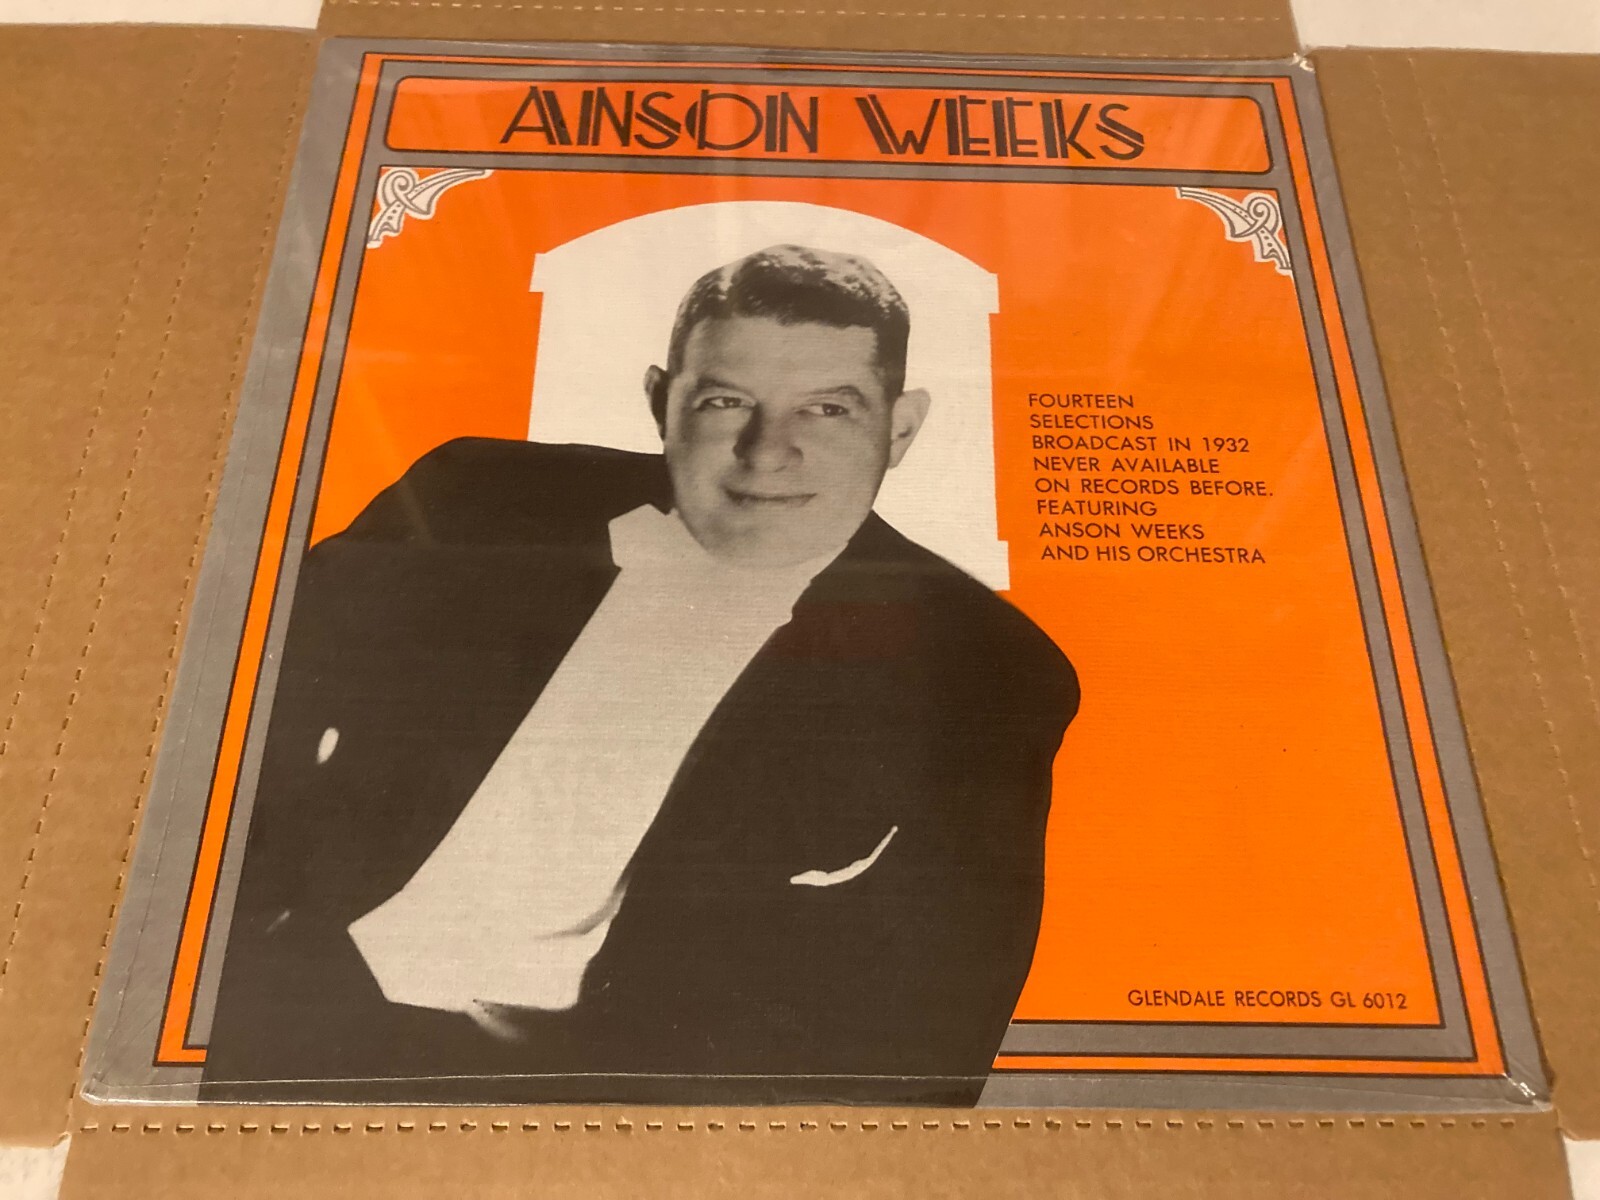 ANSON WEEKS
FOURTEEN
SELECTIONS
BROADCAST IN 1932
NEVER AVAILABLE
ON RECORDS BEFORE.
FEATURING
ANSON WEEKS
AND HIS ORCHESTRA
GLENDALE RECORDS GL 6012